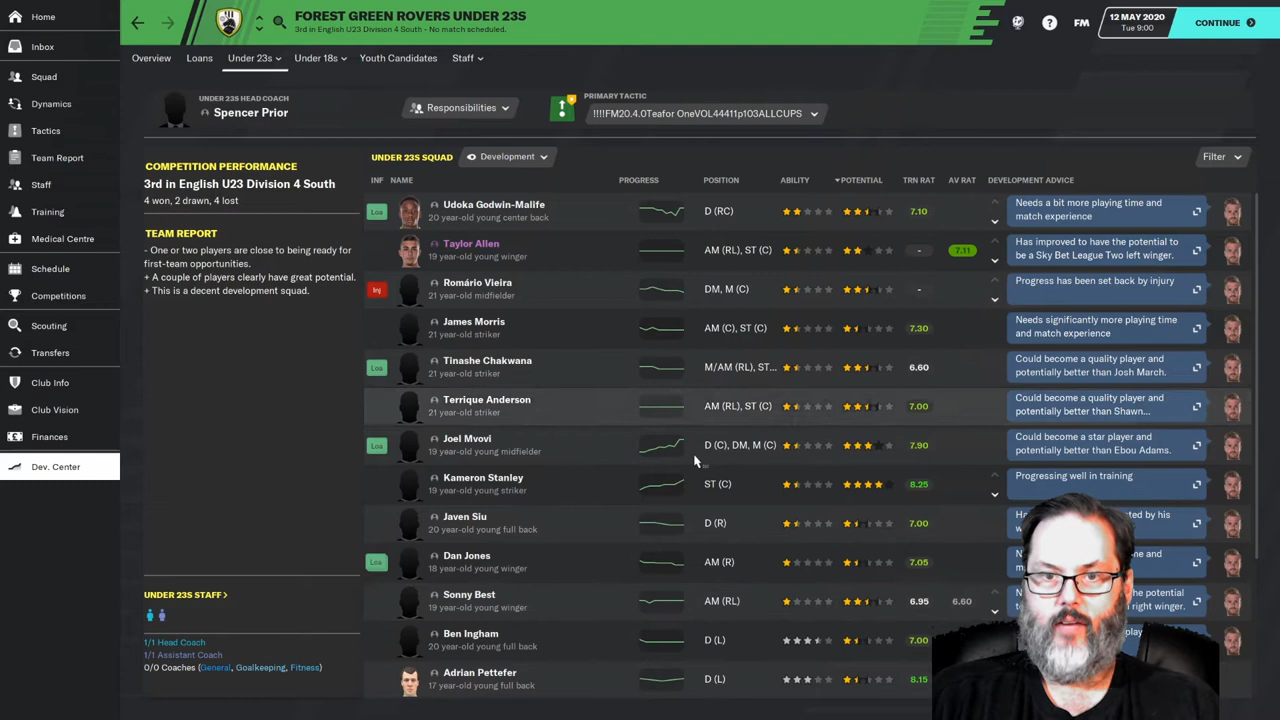 Home
FOREST GREEN ROVERS UNDER 23S
3rd in English U23 Division 4 South - No match scheduled.
FM
12 MAY 2020
Tue 9:00
CONTINUE
Inbox
Squad
Dynamics
Tactics
Team Report
Staff
Training
Medical Centre
Schedule
Competitions
Scouting
Transfers
Club Info
Club Vision
Finances
Dev. Center
Overview
Loans
Under 23s
Under 18s
Youth Candidates
Staff
UNDER 23S HEAD COACH
Spencer Prior
Responsibilities
PRIMARY TACTIC
!!!!FM20.4.0Teafor OneVOL44411p103ALLCUPS
COMPETITION PERFORMANCE
3rd in English U23 Division 4 South
4 won, 2 drawn, 4 lost
TEAM REPORT
- One or two players are close to being ready for
first-team opportunities.
+ A couple of players clearly have great potential.
+ This is a decent development squad.
UNDER 23S STAFF >
1/1 Head Coach
1/1 Assistant Coach
0/0 Coaches (General, Goalkeeping, Fitness)
UNDER 23S SQUAD
Development
Filter
INF NAME PROGRESS POSITION ABILITY POTENTIAL TRN RAT AV RAT DEVELOPMENT ADVICE
Loa Udoka Godwin-Malife D (RC) 7.10 Needs a bit more playing time and
20 year-old young center back match experience
Taylor Allen AM (RL), ST (C) - 7.11 Has improved to have the potential to
19 year-old young winger be a Sky Bet League Two left winger.
Inj Romário Vieira DM, M (C) - Progress has been set back by injury
21 year-old midfielder
James Morris AM (C), ST (C) 7.30 Needs significantly more playing time
21 year-old striker and match experience
Loa Tinashe Chakwana M/AM (RL), ST... 6.60 Could become a quality player and
21 year-old striker potentially better than Josh March.
Terrique Anderson AM (RL), ST (C) 7.00 Could become a quality player and
21 year-old striker potentially better than Shawn...
Loa Joel Mvovi D (C), DM, M (C) 7.90 Could become a star player and
19 year-old young midfielder potentially better than Ebou Adams.
Kameron Stanley ST (C) 8.25 Progressing well in training
19 year-old young striker
Javen Siu D (R) 7.00 by his
20 year-old young full back
Loa Dan Jones AM (R) 7.05 me and
18 year-old young winger
Sonny Best AM (RL) 6.95 6.60 the potential
19 year-old young winger right winger.
Ben Ingham D (L) 7.00 play
20 year-old young full back
Adrian Pettefer D (L) 8.15
17 year-old young full back